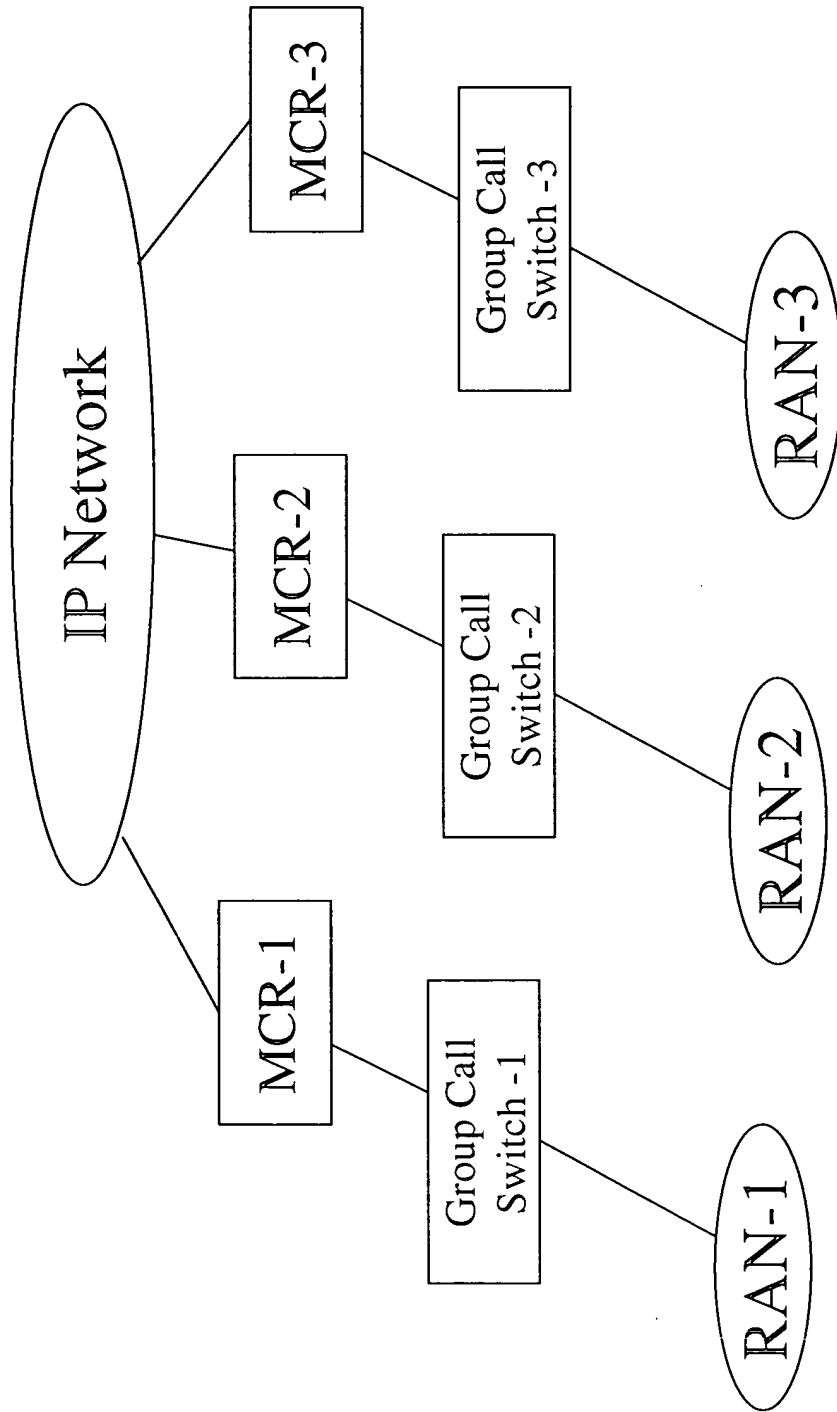 IP Network
MCR-1
MCR-2
MCR-3
Group Call
Switch -1
Group Call
Switch -2
Group Call
Switch -3
RAN-1
RAN-2
RAN-3